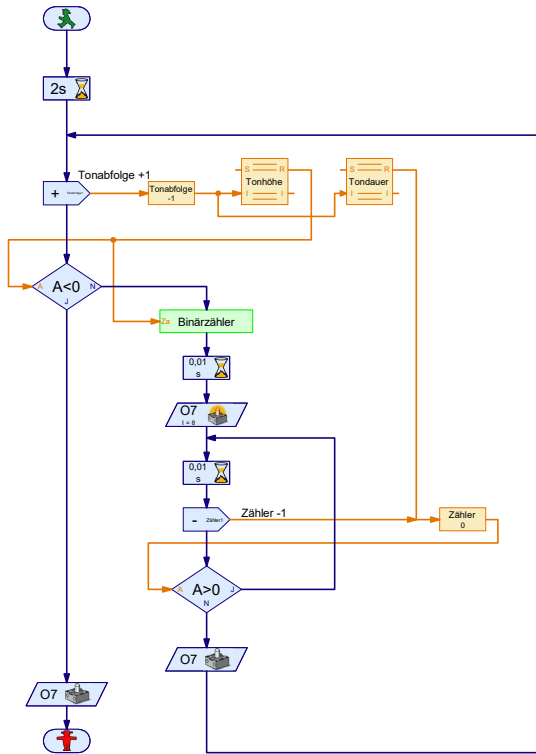 2s
Tonabfolge +1
+
Tonabfolge
-1
S R
Tonhöhe
I I
S R
Tondauer
I I
A
A<0
N
J
Za
Binärzähler
0,01
s
O7
I = 8
0,01
s
-
Zähler1
Zähler -1
Zähler
0
A
A>0
J
N
O7
O7